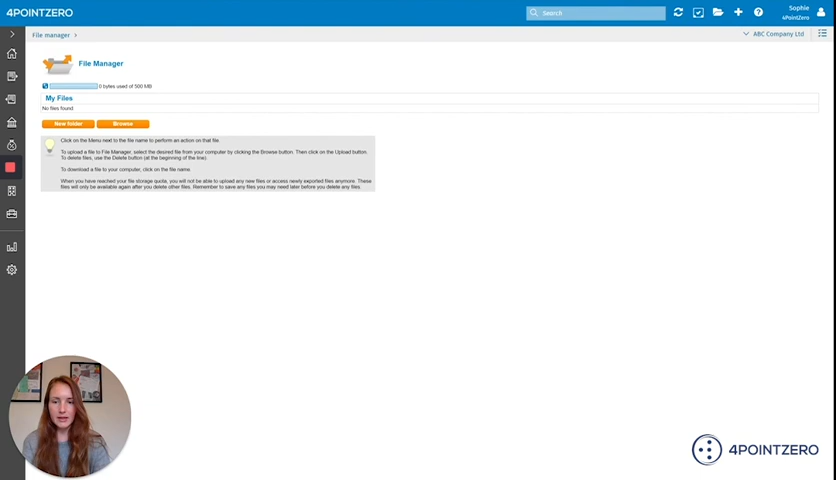 4POINTZERO
Search
Sophie
4PointZero
File manager >
ABC Company Ltd
File Manager
0 bytes used of 500 MB
My Files
No files found
New folder
Browse
Click on the Menu next to the file name to perform an action on that file.
To upload a file to File Manager, select the desired file from your computer by clicking the Browse button. Then click on the Upload button.
To delete files, use the Delete button (at the beginning of the line).
To download a file to your computer, click on the file name.
When you have reached your file storage quota, you will not be able to upload any new files or access newly exported files anymore. These
files will only be available again after you delete other files. Remember to save any files you may need later before you delete any files.
4POINTZERO